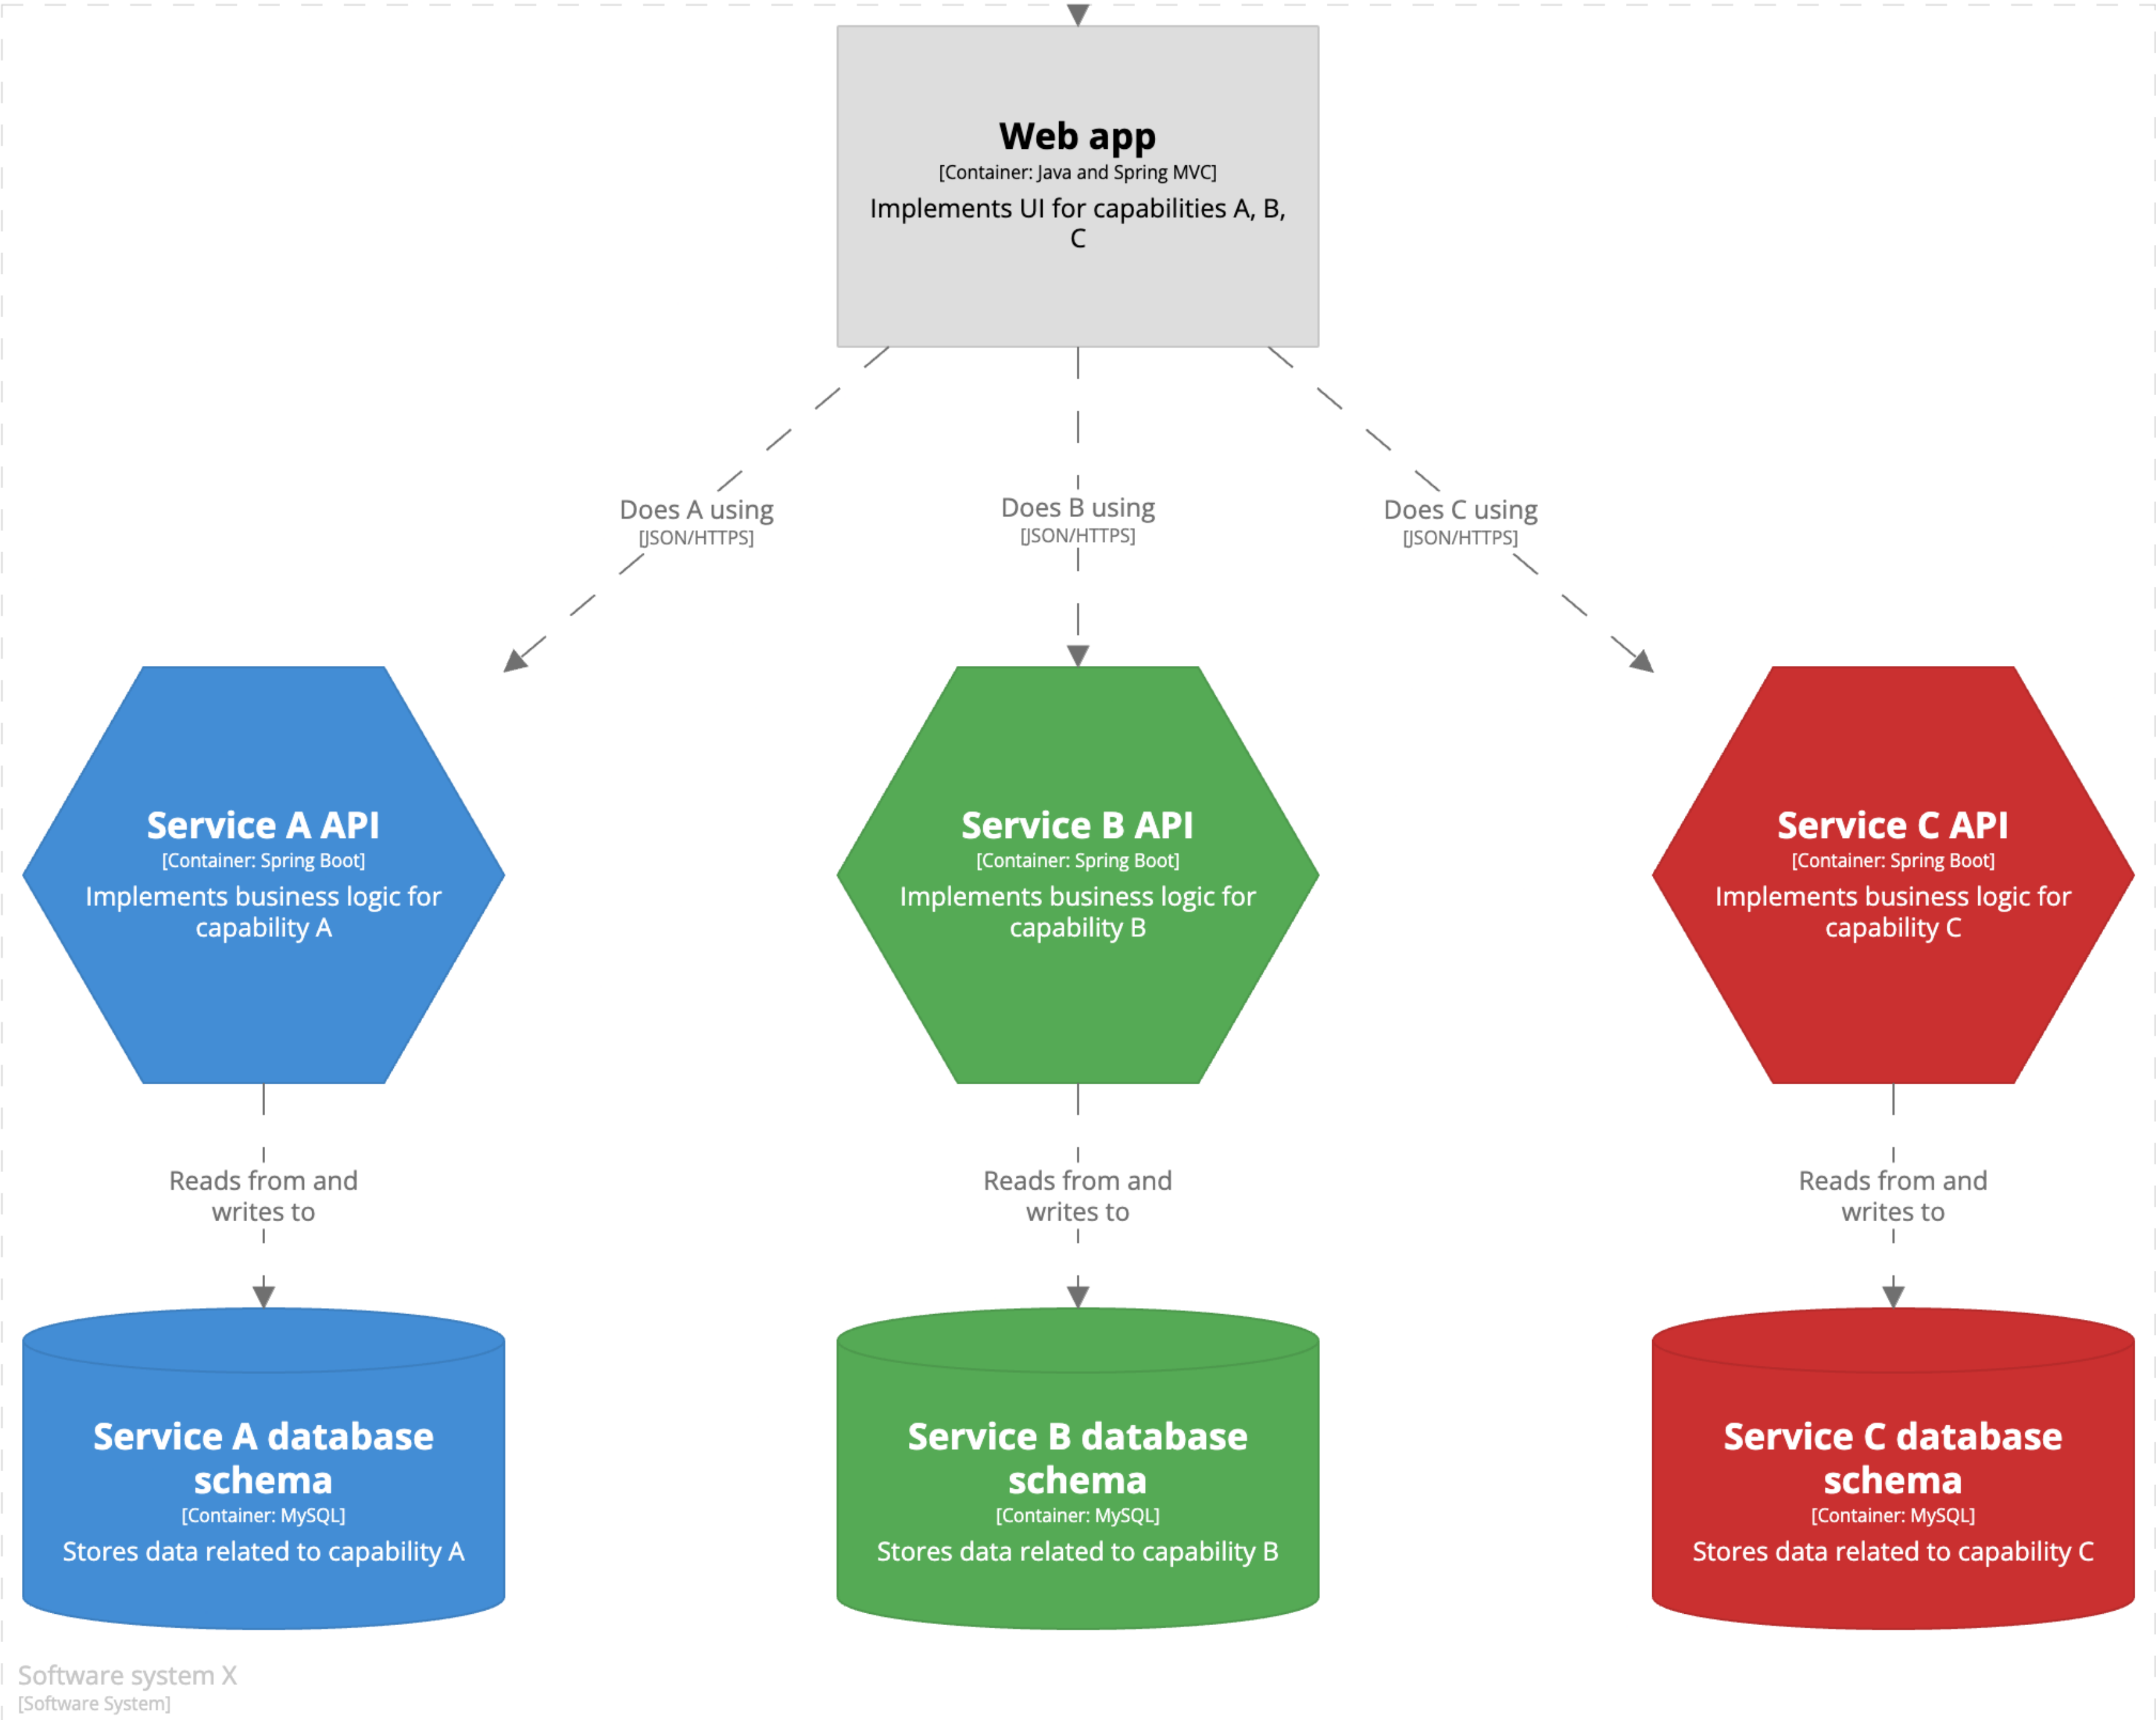 Web app
[Container: Java and Spring MVC]
Implements UI for capabilities A, B,
C
Does A using
[JSON/HTTPS]
Does B using
[JSON/HTTPS]
Does C using
[JSON/HTTPS]
Service A API
[Container: Spring Boot]
Implements business logic for
capability A
Service B API
[Container: Spring Boot]
Implements business logic for
capability B
Service C API
[Container: Spring Boot]
Implements business logic for
capability C
Reads from and
writes to
Reads from and
writes to
Reads from and
writes to
Service A database
schema
[Container: MySQL]
Stores data related to capability A
Service B database
schema
[Container: MySQL]
Stores data related to capability B
Service C database
schema
[Container: MySQL]
Stores data related to capability C
Software system X
[Software System]